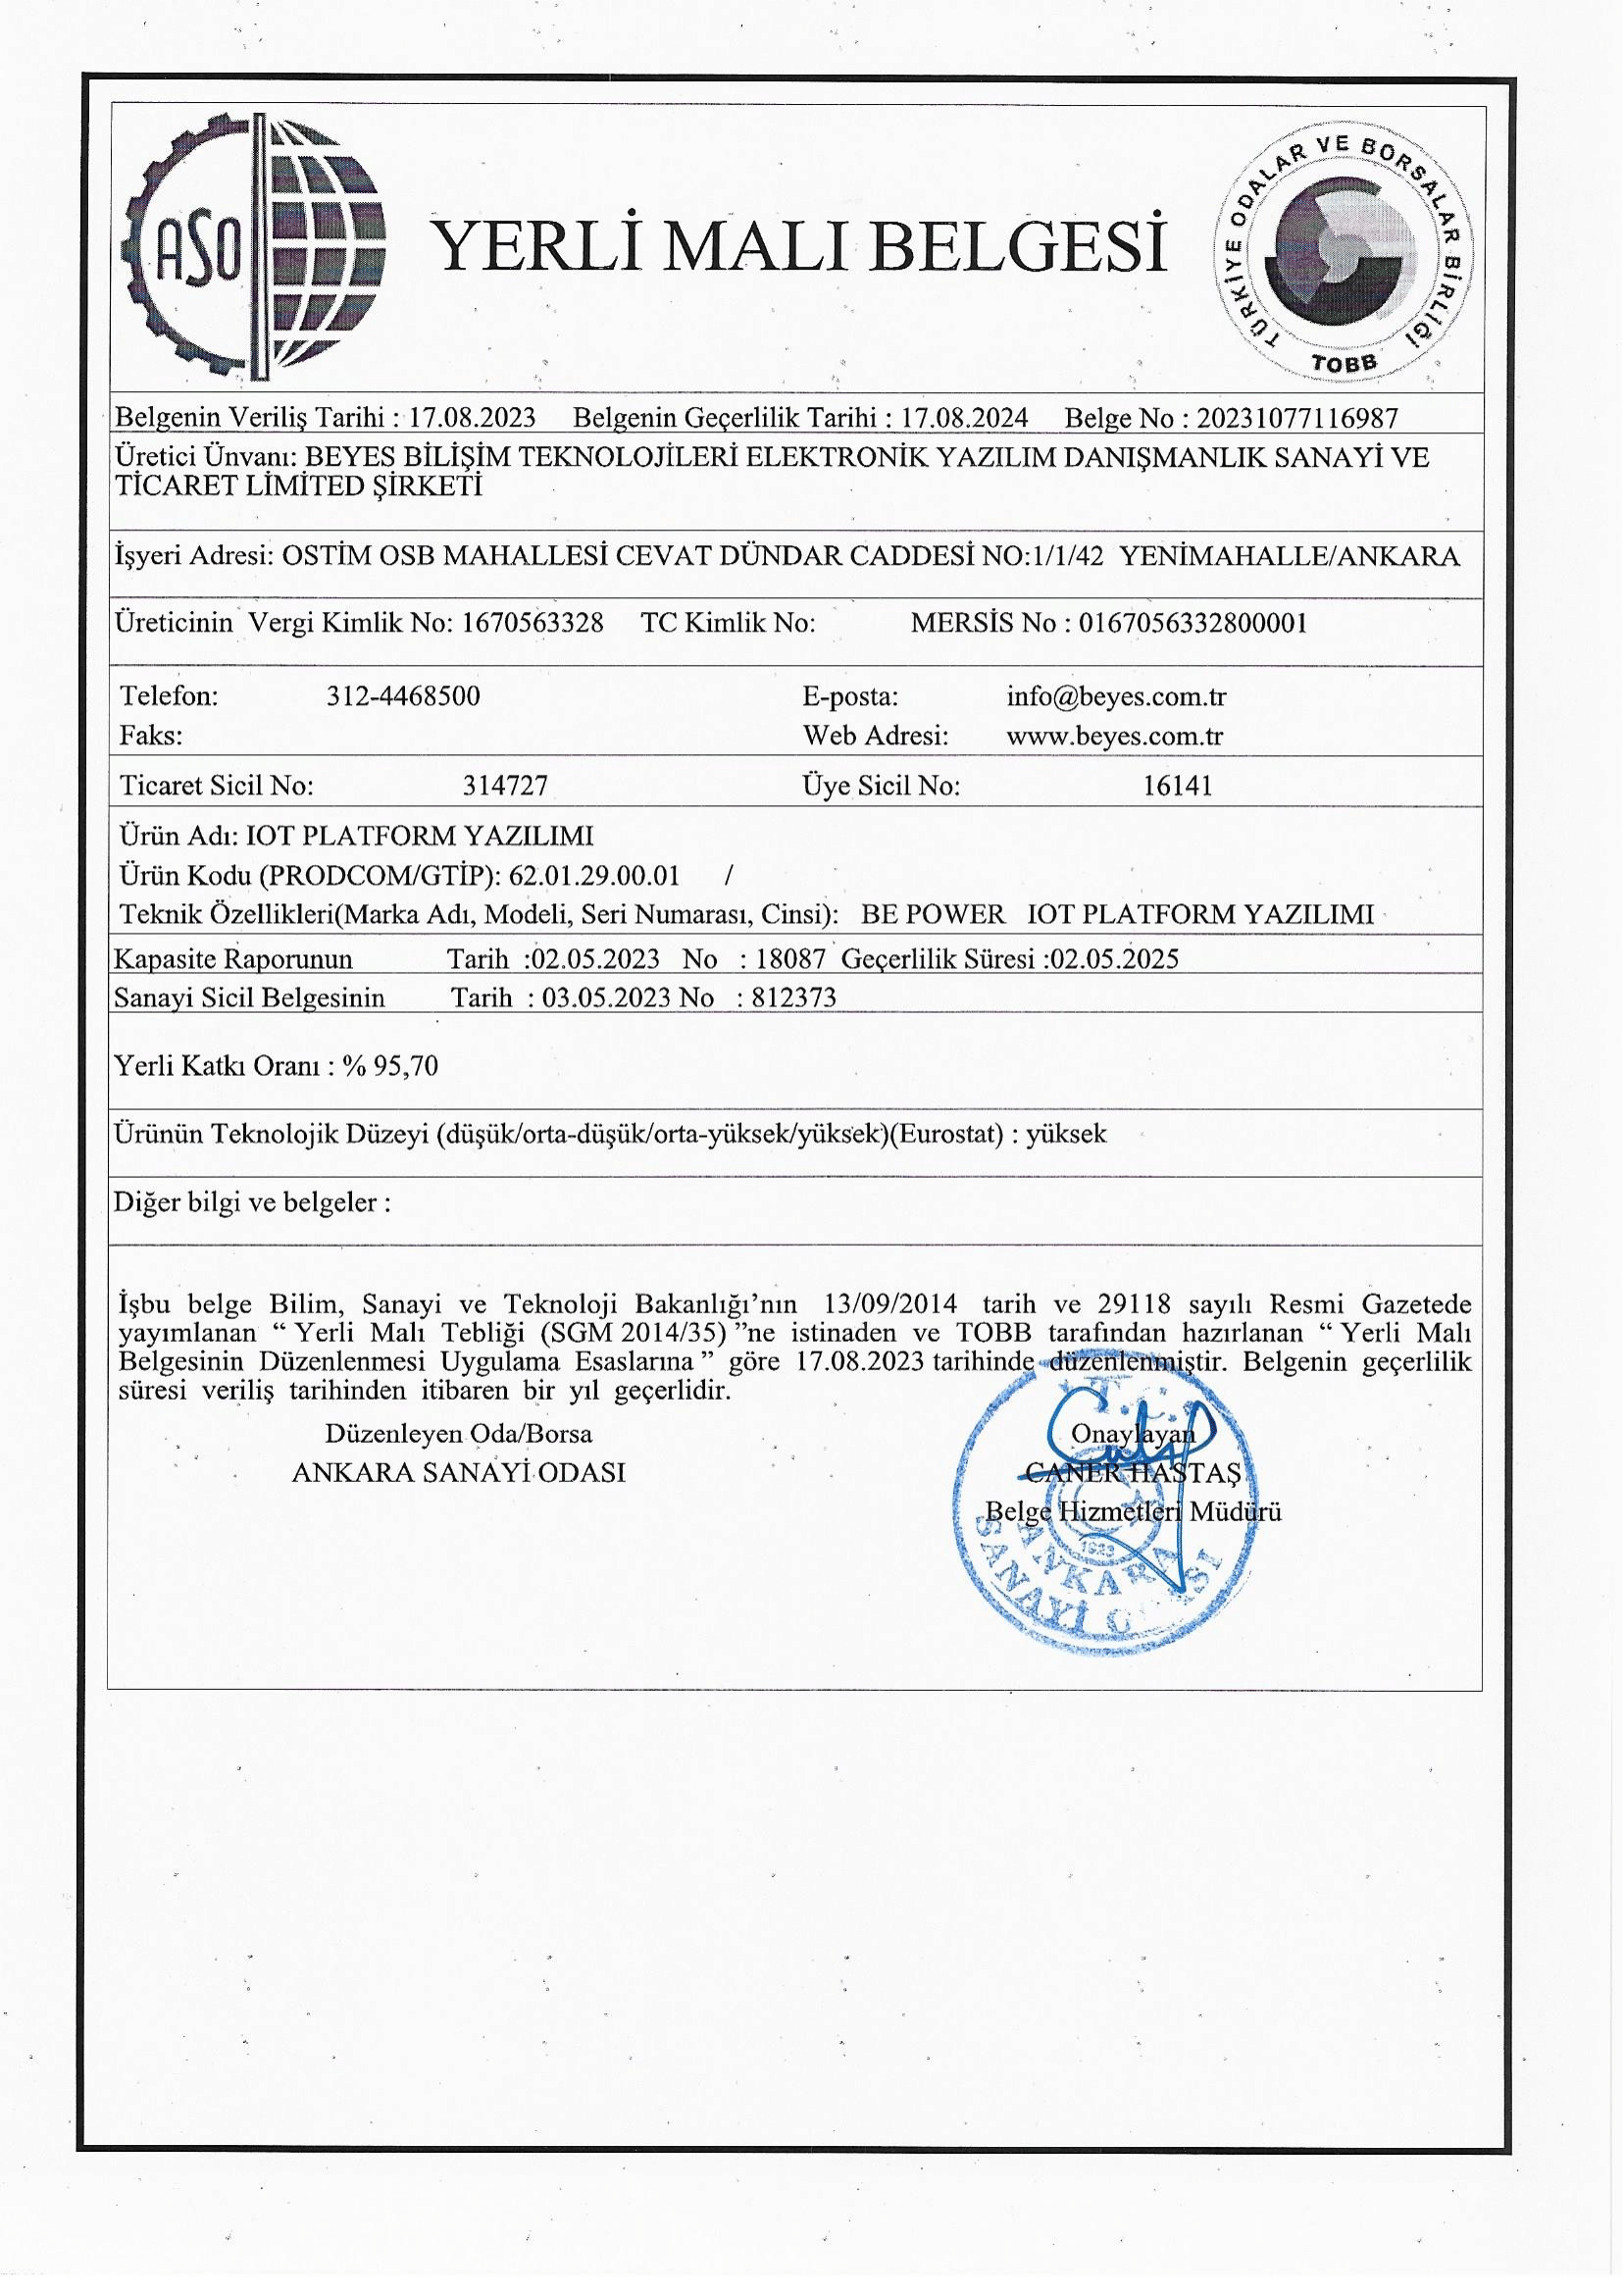 ASO
YERLİ MALI BELGESİ
TÜRKİYE ODALAR VE BORSALAR BİRLİĞİ
TOBB
Belgenin Veriliş Tarihi : 17.08.2023 Belgenin Geçerlilik Tarihi : 17.08.2024 Belge No : 20231077116987
Üretici Ünvanı: BEYES BİLİŞİM TEKNOLOJİLERİ ELEKTRONİK YAZILIM DANIŞMANLIK SANAYİ VE
TİCARET LİMİTED ŞİRKETİ
İşyeri Adresi: OSTİM OSB MAHALLESİ CEVAT DÜNDAR CADDESİ NO:1/1/42 YENİMAHALLE/ANKARA
Üreticinin Vergi Kimlik No: 1670563328 TC Kimlik No: MERSİS No : 0167056332800001
Telefon: 312-4468500 E-posta: info@beyes.com.tr
Faks: Web Adresi: www.beyes.com.tr
Ticaret Sicil No: 314727 Üye Sicil No: 16141
Ürün Adı: IOT PLATFORM YAZILIMI
Ürün Kodu (PRODCOM/GTİP): 62.01.29.00.01 /
Teknik Özellikleri(Marka Adı, Modeli, Seri Numarası, Cinsi): BE POWER IOT PLATFORM YAZILIMI
Kapasite Raporunun Tarih :02.05.2023 No : 18087 Geçerlilik Süresi :02.05.2025
Sanayi Sicil Belgesinin Tarih : 03.05.2023 No : 812373
Yerli Katkı Oranı : % 95,70
Ürünün Teknolojik Düzeyi (düşük/orta-düşük/orta-yüksek/yüksek)(Eurostat) : yüksek
Diğer bilgi ve belgeler :
İşbu belge Bilim, Sanayi ve Teknoloji Bakanlığı’nın 13/09/2014 tarih ve 29118 sayılı Resmi Gazetede
yayımlanan “ Yerli Malı Tebliği (SGM 2014/35) ”ne istinaden ve TOBB tarafından hazırlanan “ Yerli Malı
Belgesinin Düzenlenmesi Uygulama Esaslarına ” göre 17.08.2023 tarihinde düzenlenmiştir. Belgenin geçerlilik
süresi veriliş tarihinden itibaren bir yıl geçerlidir.
Düzenleyen Oda/Borsa Onaylayan
ANKARA SANAYİ ODASI CANER HASTAŞ
Belge Hizmetleri Müdürü
T.C.
1923
ANKARA
SANAYİ ODASI